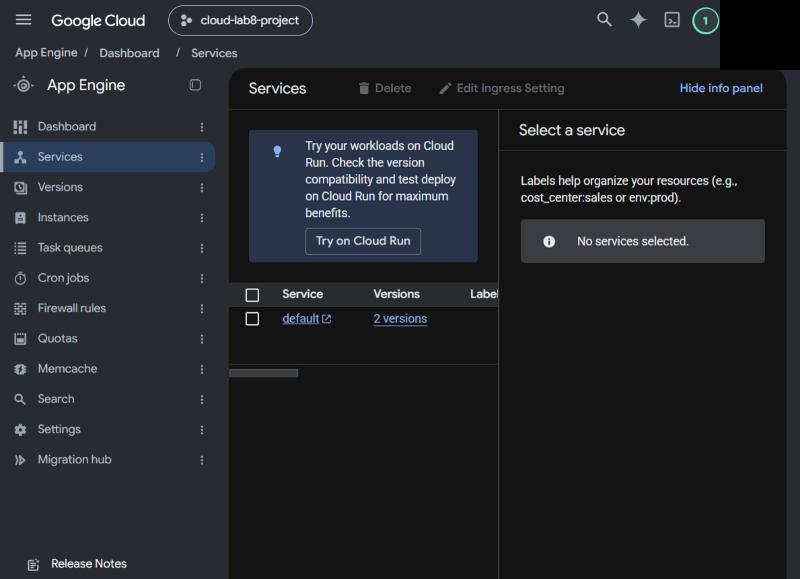 Google Cloud
cloud-lab8-project
1
App Engine / Dashboard / Services
App Engine
Dashboard
Services
Versions
Instances
Task queues
Cron jobs
Firewall rules
Quotas
Memcache
Search
Settings
Migration hub
Release Notes
Services
Delete
Edit Ingress Setting
Hide info panel
Try your workloads on Cloud
Run. Check the version
compatibility and test deploy
on Cloud Run for maximum
benefits.
Try on Cloud Run
Service Versions Label
default 2 versions
Select a service
Labels help organize your resources (e.g.,
cost_center:sales or env:prod).
No services selected.